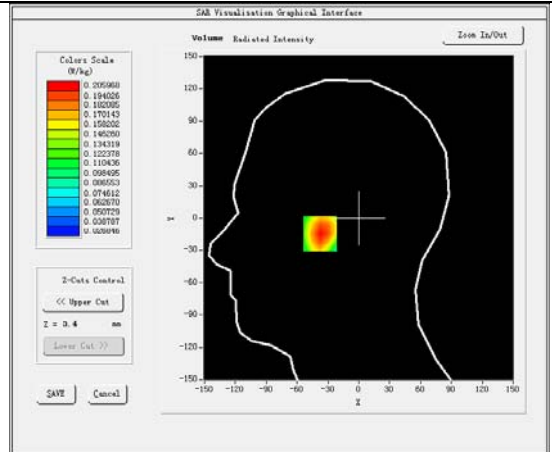 SAR Visualisation Graphical Interface
Volume Radiated Intensity
Zoom In/Out
Colors Scale
(W/kg)
0.205968
0.194026
0.182085
0.170143
0.158202
0.146260
0.134319
0.122378
0.110436
0.098495
0.086553
0.074612
0.062670
0.050729
0.038787
0.026846
Z-Cuts Control
<< Upper Cut
Z = 3.4 mm
Lower Cut >>
SAVE Cancel
150
120
90
60
30
0
-30
-60
-90
-120
-150
Y
-150 -120 -90 -60 -30 0 30 60 90 120 150
X